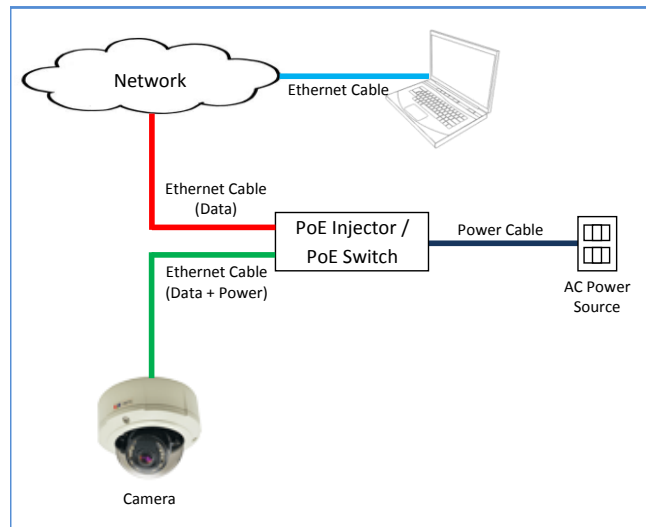 Network
Ethernet Cable
Ethernet Cable
(Data)
PoE Injector /
PoE Switch
Power Cable
Ethernet Cable
(Data + Power)
AC Power
Source
Camera